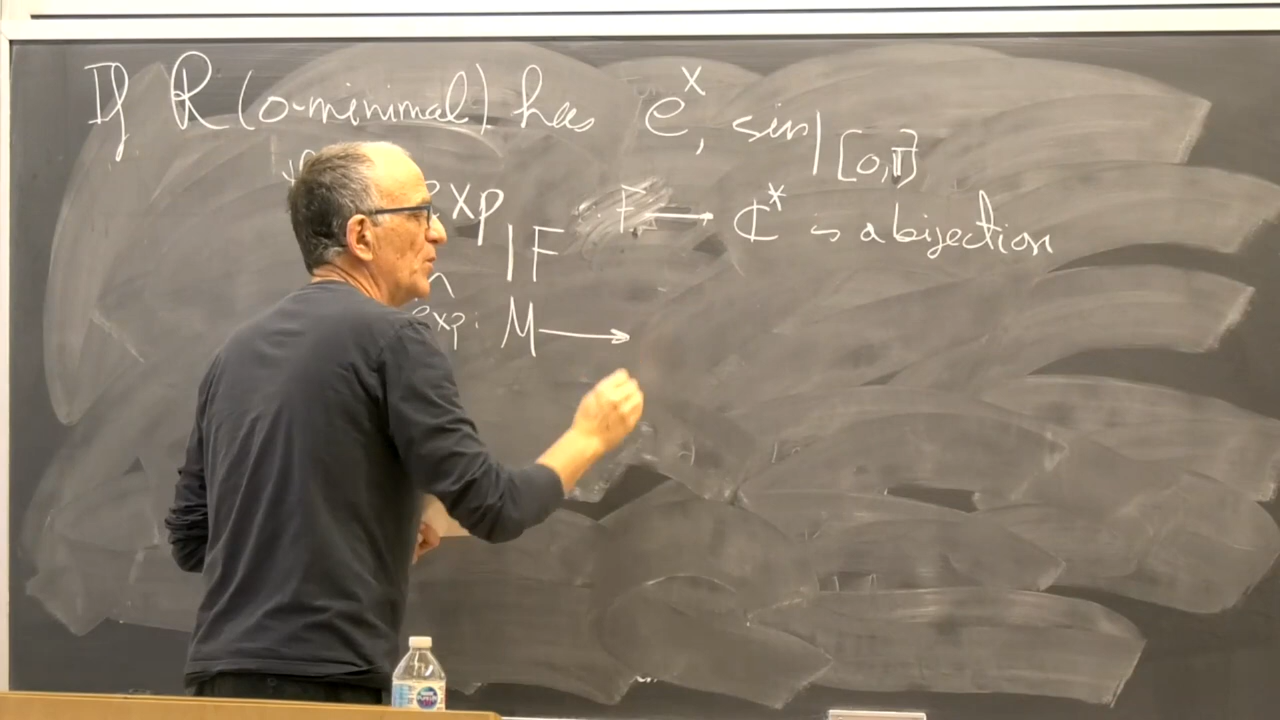 If R (o-minimal) has e^x, sin|[0,π]
exp|F : F → ℂ* is a bijection
exp: M →